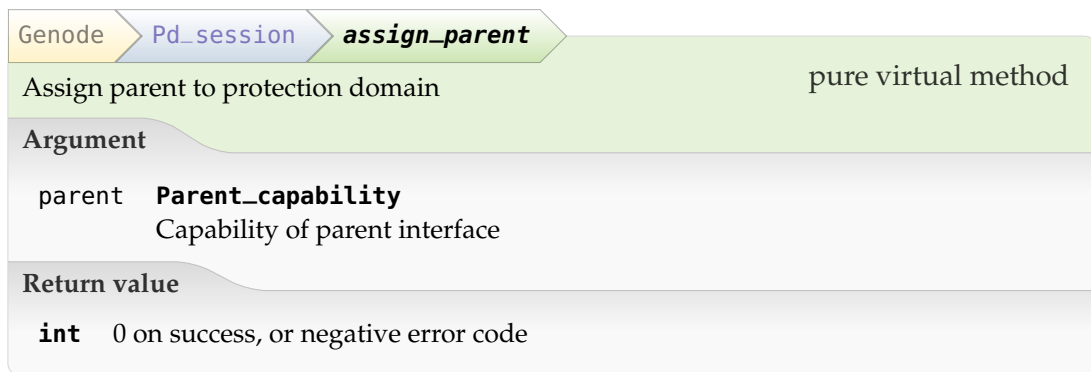 Genode Pd_session assign_parent
Assign parent to protection domain pure virtual method
Argument
parent Parent_capability
Capability of parent interface
Return value
int 0 on success, or negative error code